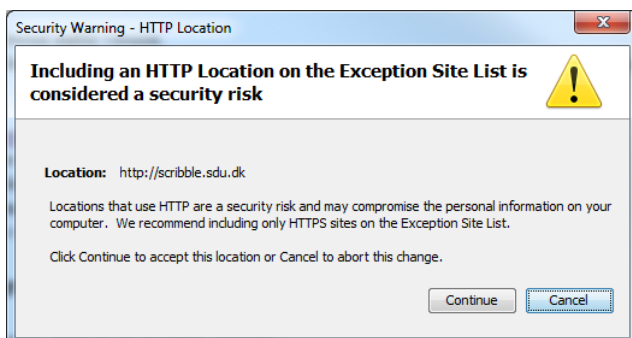 Security Warning - HTTP Location
Including an HTTP Location on the Exception Site List is
considered a security risk
Location: http://scribble.sdu.dk
Locations that use HTTP are a security risk and may compromise the personal information on your
computer. We recommend including only HTTPS sites on the Exception Site List.
Click Continue to accept this location or Cancel to abort this change.
Continue Cancel